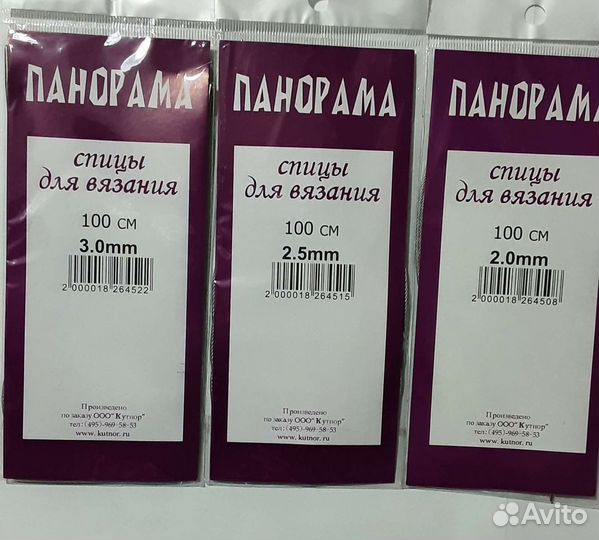 ПАНОРАМА
спицы
для вязания
100 см
3.0mm
2 000018 264522
Произведено
по заказу ООО"Кутнор"
тел: (495)-969-58-53
www. kutnor. ru
ПАНОРАМА
спицы
для вязания
100 см
2.5mm
2 000018 264515
Произведено
по заказу ООО"Кутнор"
тел: (495)-969-58-53
www. kutnor. ru
ПАНОРАМА
спицы
для вязания
100 см
2.0mm
2 000018 264508
Произведено
по заказу ООО"Кутнор"
тел: (495)-969-58-53
www. kutnor. ru
Avito